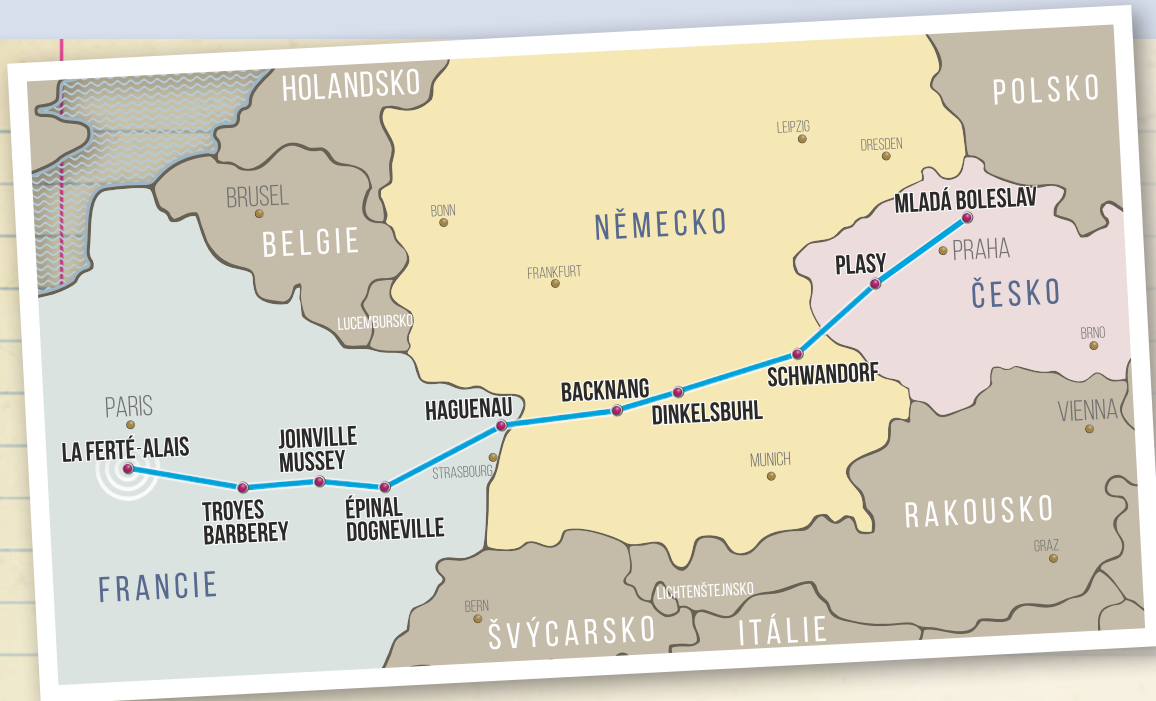 HOLANDSKO
POLSKO
LEIPZIG
DRESDEN
BRUSEL
BONN
MLADÁ BOLESLAV
NĚMECKO
BELGIE
PRAHA
PLASY
FRANKFURT
ČESKO
LUCEMBURSKO
BRNO
SCHWANDORF
BACKNANG
HAGUENAU
DINKELSBUHL
PARIS
VIENNA
LA FERTÉ-ALAIS
JOINVILLE
MUSSEY
STRASBOURG
MUNICH
TROYES
BARBEREY
ÉPINAL
DOGNEVILLE
RAKOUSKO
GRAZ
FRANCIE
LICHTENŠTEJNSKO
BERN
ŠVÝCARSKO
ITÁLIE